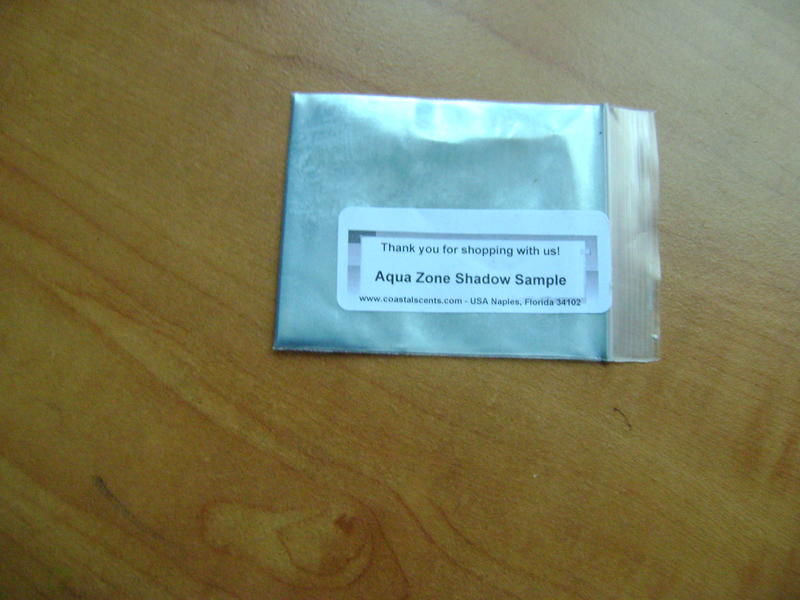 Thank you for shopping with us!
Aqua Zone Shadow Sample
www.coastalscents.com - USA Naples, Florida 34102